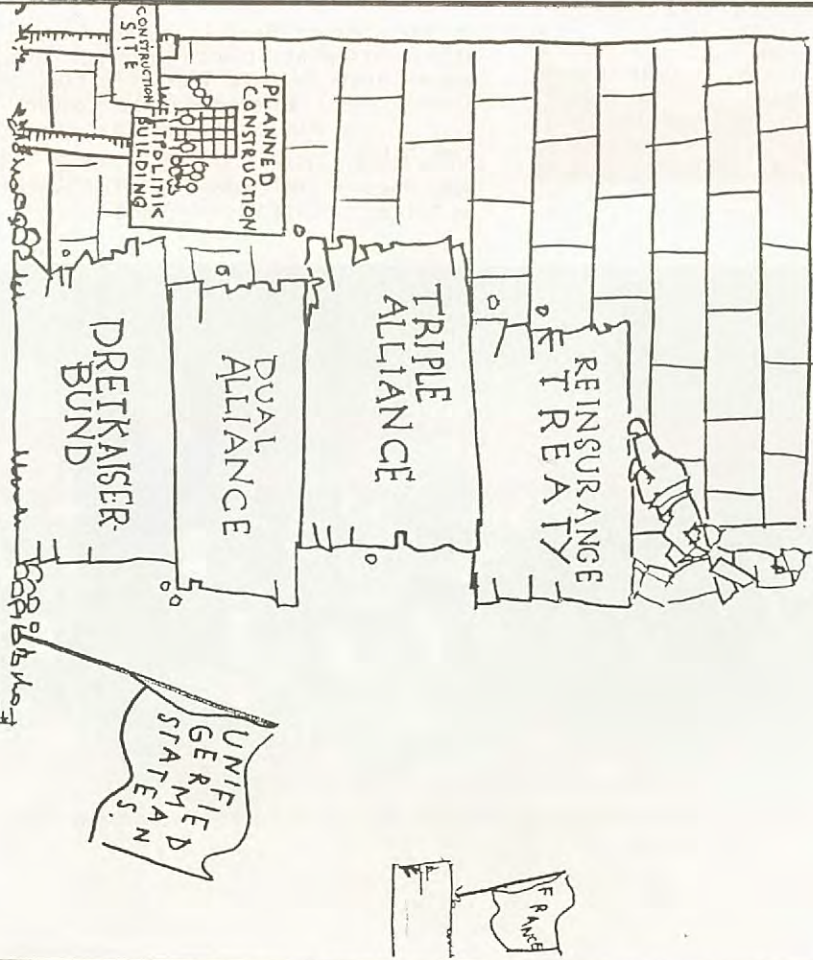 REINSURANCE
TREATY
FRANCE
TRIPLE
ALLIANCE
PLANNED
CONSTRUCTION
WELTPOLITIK
BUILDING
CONSTRUCTION
SITE
DUAL
ALLIANCE
DREIKAISER-
BUND
UNIFIED
GERMAN
STATES.